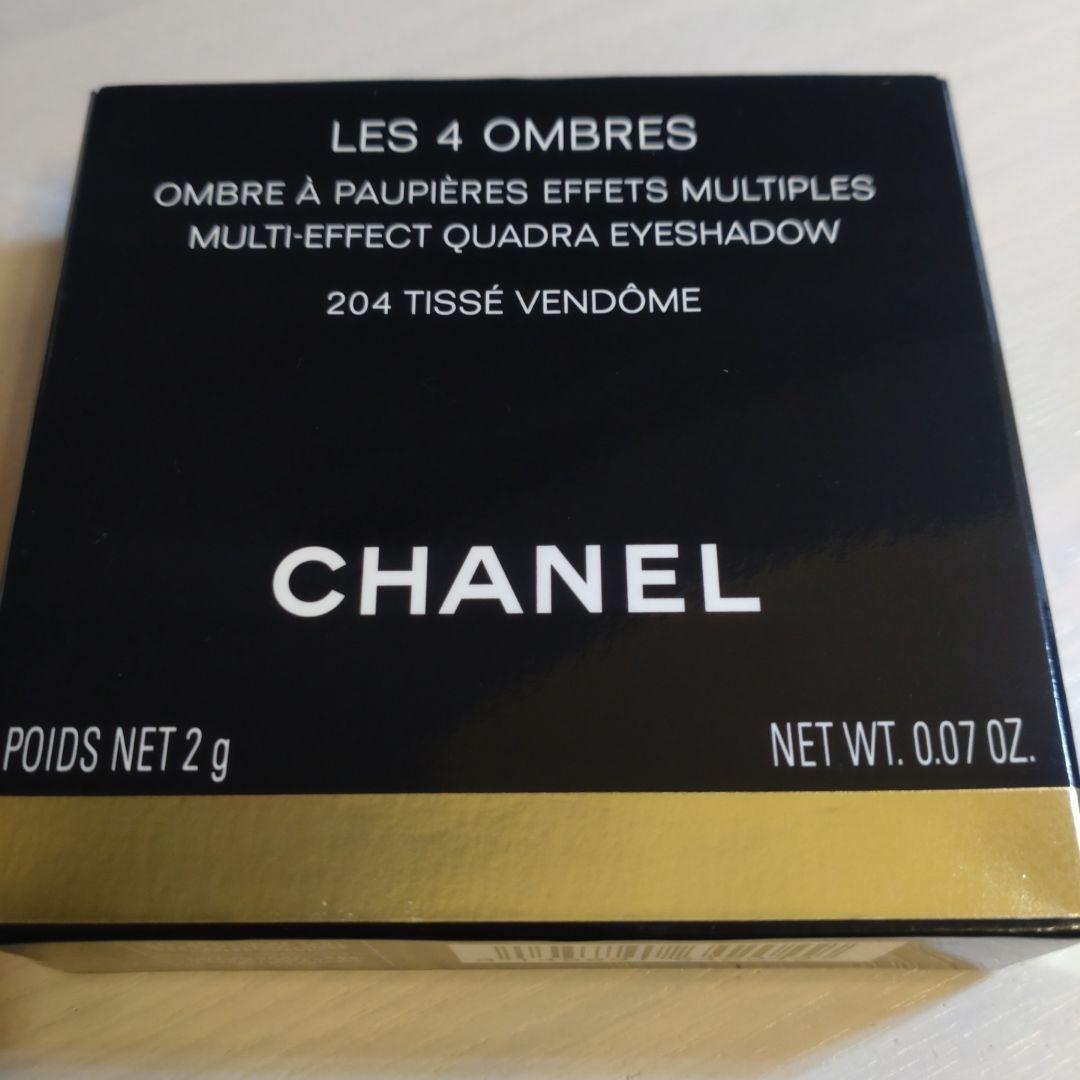 LES 4 OMBRES
OMBRE À PAUPIÈRES EFFETS MULTIPLES
MULTI-EFFECT QUADRA EYESHADOW
204 TISSÉ VENDÔME
CHANEL
POIDS NET 2 g NET WT. 0.07 OZ.